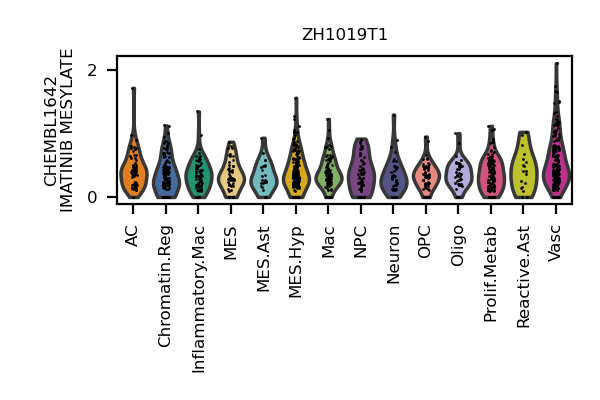 ZH1019T1
CHEMBL1642
IMATINIB MESYLATE
2
0
AC
Chromatin.Reg
Inflammatory.Mac
MES
MES.Ast
MES.Hyp
Mac
NPC
Neuron
OPC
Oligo
Prolif.Metab
Reactive.Ast
Vasc